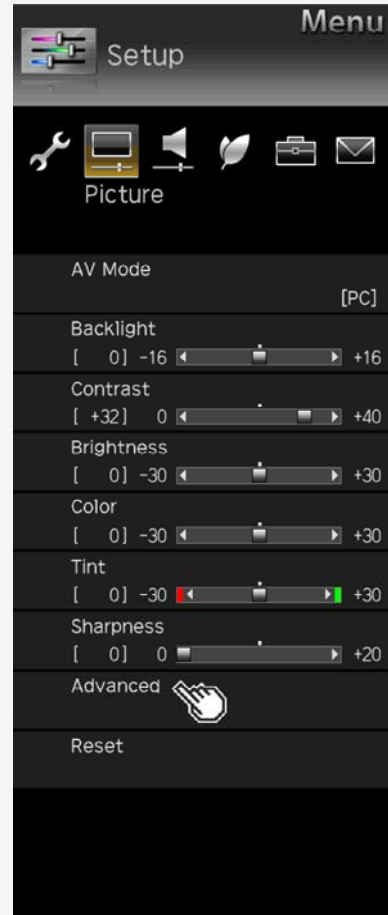 Menu
Setup
Picture
AV Mode
[PC]
Backlight
[ 0] -16 +16
Contrast
[ +32] 0 +40
Brightness
[ 0] -30 +30
Color
[ 0] -30 +30
Tint
[ 0] -30 +30
Sharpness
[ 0] 0 +20
Advanced
Reset